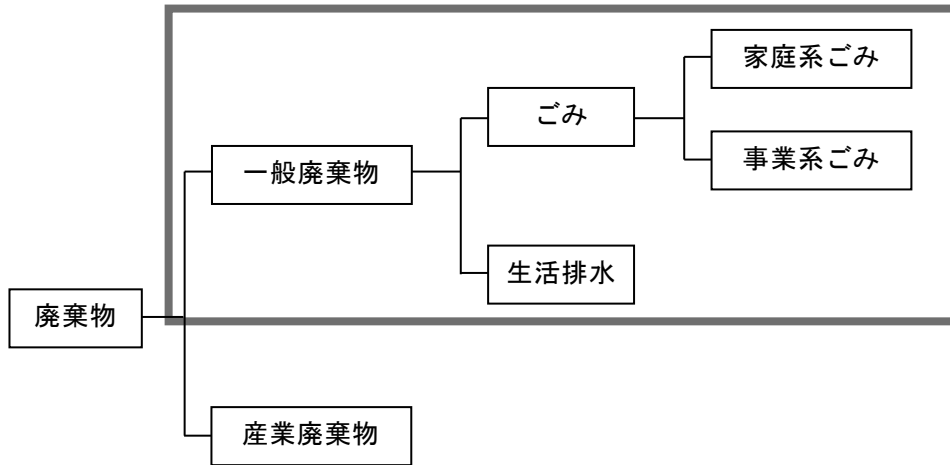 家庭系ごみ
ごみ
事業系ごみ
一般廃棄物
生活排水
廃棄物
産業廃棄物